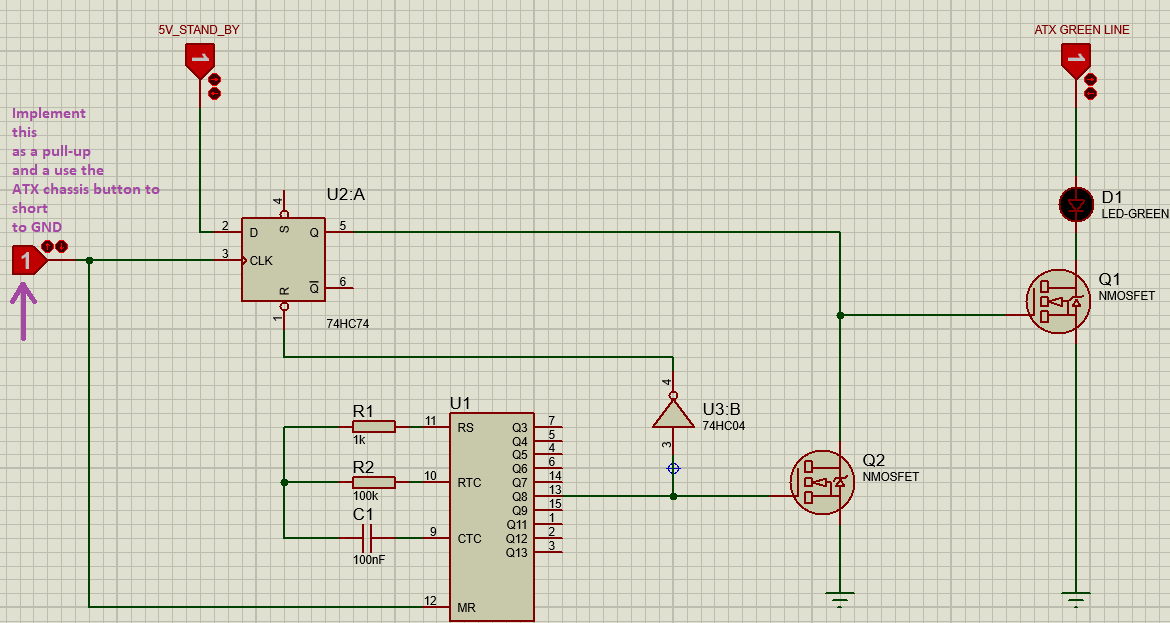 5V_STAND_BY
ATX GREEN LINE
1
1
Implement
this
as a pull-up
and a use the
ATX chassis button to
short
to GND
1
U2:A
4
2
D
S
Q
5
3
CLK
R
Q
6
1
74HC74
D1
LED-GREEN
Q1
NMOSFET
U1
R1
1k
R2
100k
C1
100nF
11
RS
10
RTC
9
CTC
12
MR
Q3
7
Q4
5
Q5
4
Q6
6
Q7
14
Q8
13
Q9
15
Q11
1
Q12
2
Q13
3
4
U3:B
74HC04
3
Q2
NMOSFET